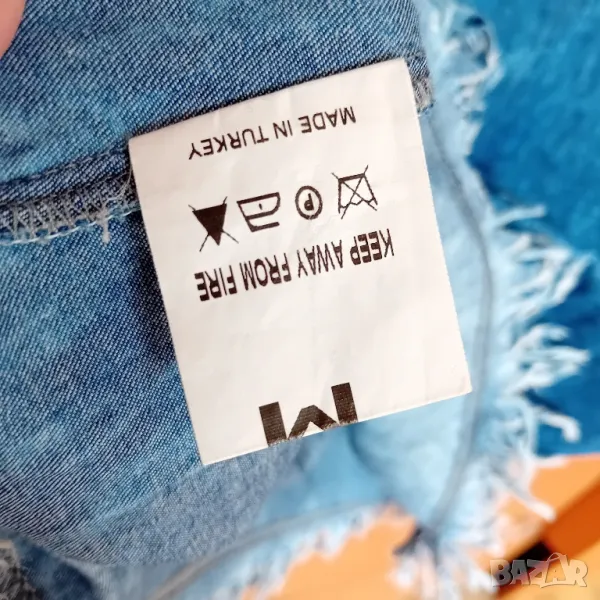 M
KEEP AWAY FROM FIRE
P
MADE IN TURKEY
BAZAR